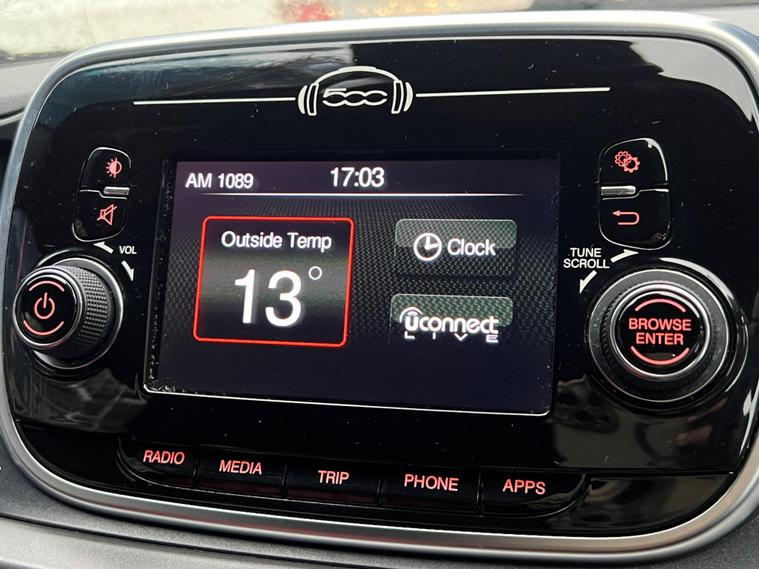 500
AM 1089 17:03
Outside Temp
13°
Clock
uconnect
LIVE
VOL
TUNE
SCROLL
BROWSE
ENTER
RADIO MEDIA TRIP PHONE APPS